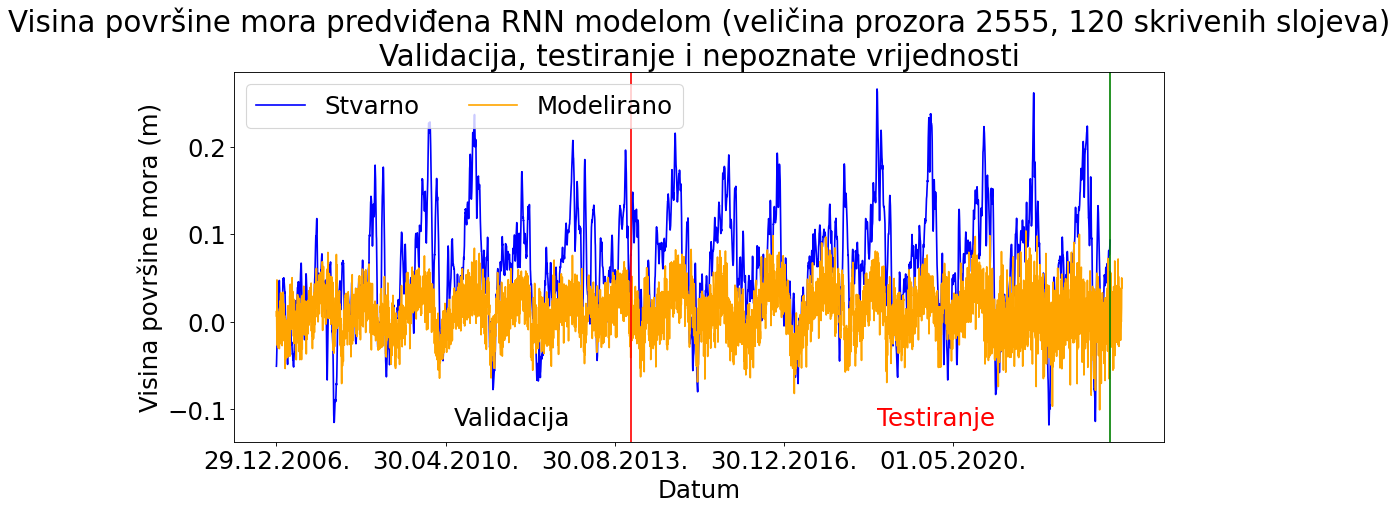 Visina površine mora predviđena RNN modelom (veličina prozora 2555, 120 skrivenih slojeva)
Validacija, testiranje i nepoznate vrijednosti
Stvarno Modelirano
Visina površine mora (m)
0.2
0.1
0.0
−0.1
Validacija
Testiranje
29.12.2006. 30.04.2010. 30.08.2013. 30.12.2016. 01.05.2020.
Datum